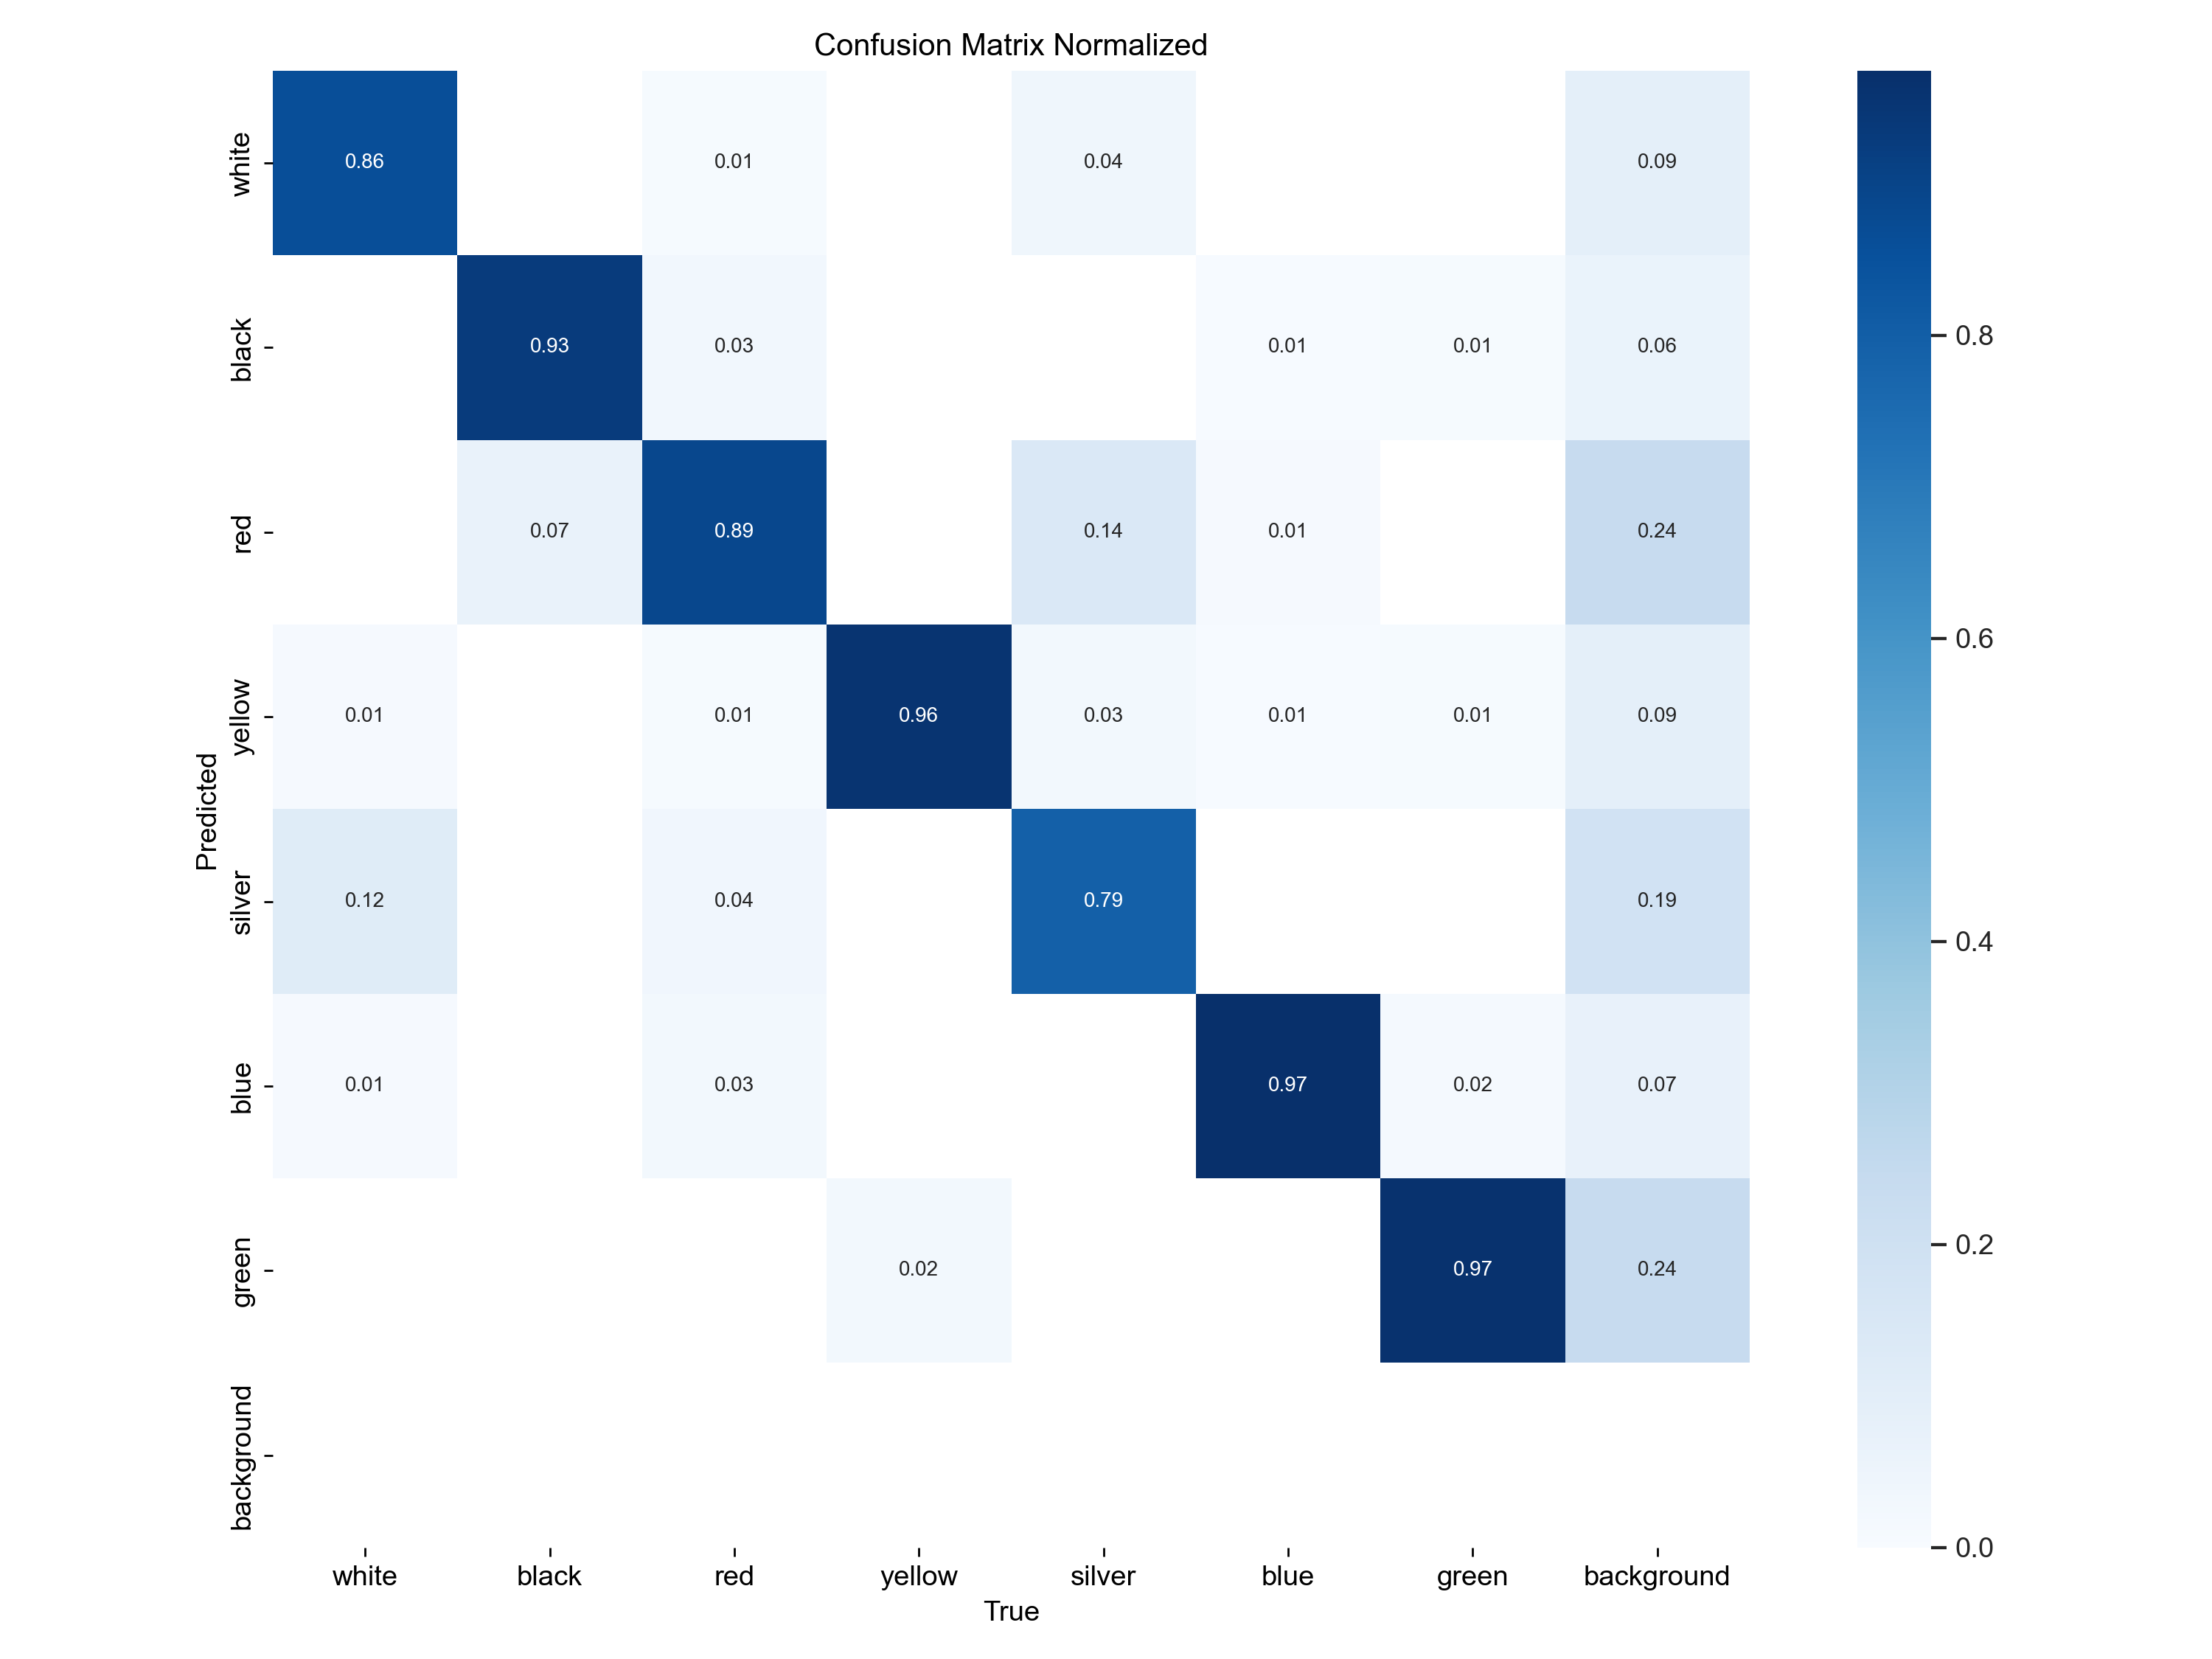 Confusion Matrix Normalized
white 0.86 0.01 0.04 0.09
black 0.93 0.03 0.01 0.01 0.06
0.8
red 0.07 0.89 0.14 0.01 0.24
0.6
yellow 0.01 0.01 0.96 0.03 0.01 0.01 0.09
Predicted
silver 0.12 0.04 0.79 0.19
0.4
blue 0.01 0.03 0.97 0.02 0.07
green 0.02 0.97 0.24
0.2
background
0.0
white black red yellow silver blue green background
True